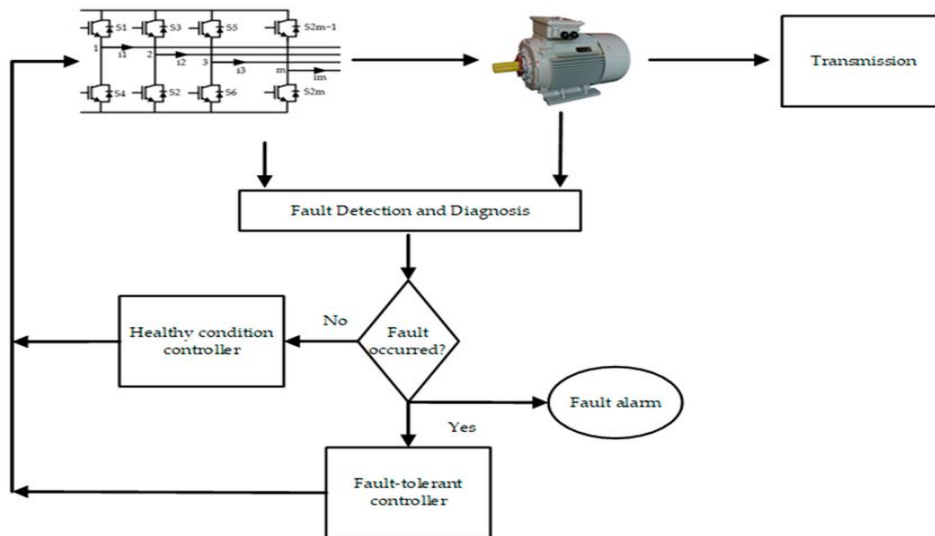 S1
S3
S5
S2m−1
1
i1
2
i2
3
i3
m
im
S4
S2
S6
S2m
Transmission
Fault Detection and Diagnosis
No
Healthy condition
controller
Fault
occurred?
Fault alarm
Yes
Fault-tolerant
controller